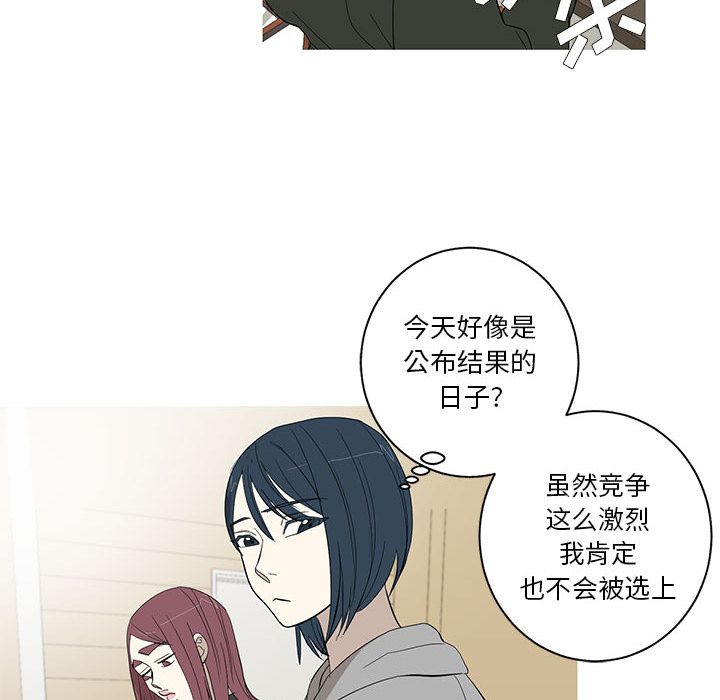 今天好像是
公布结果的
日子?
虽然竞争
这么激烈
我肯定
也不会被选上